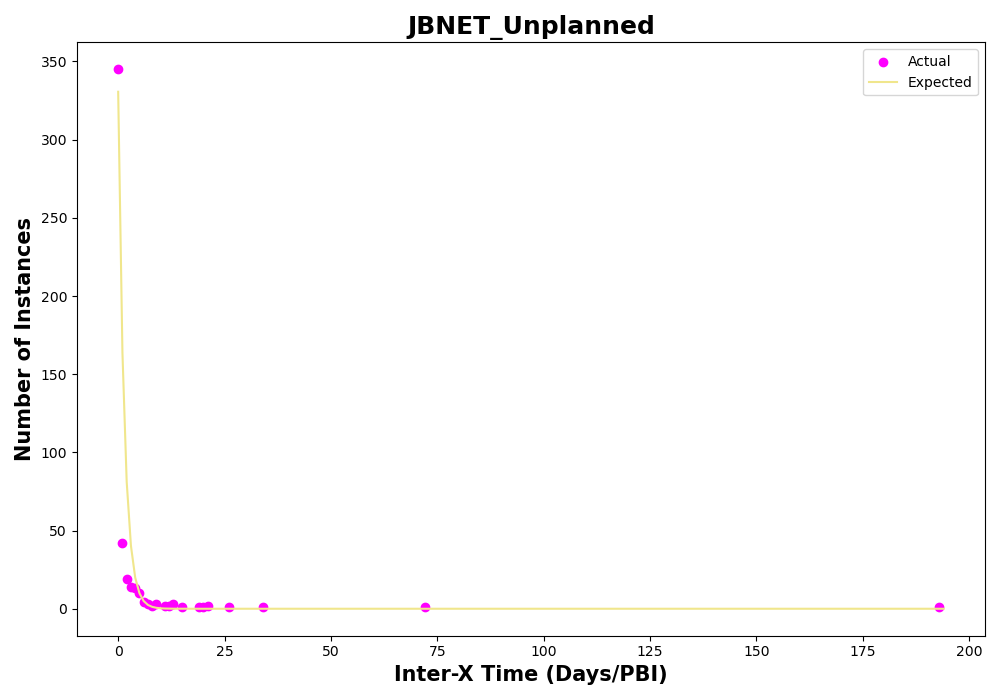 JBNET_Unplanned
Actual
Expected
Number of Instances
350
300
250
200
150
100
50
0
0 25 50 75 100 125 150 175 200
Inter-X Time (Days/PBI)